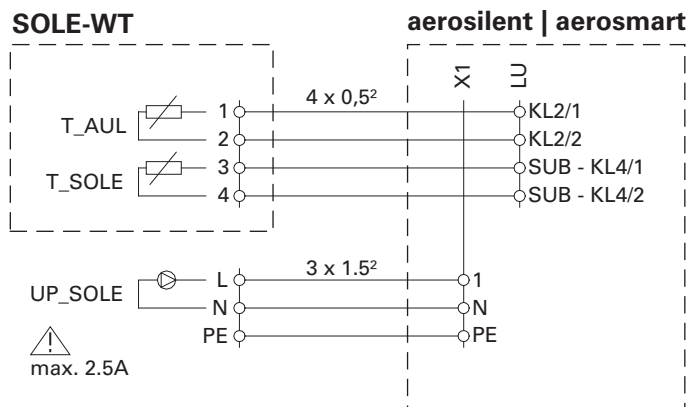 SOLE-WT
aerosilent | aerosmart
X1
LU
4 x 0,5²
T_AUL
1
KL2/1
2
KL2/2
T_SOLE
3
SUB - KL4/1
4
SUB - KL4/2
3 x 1.5²
UP_SOLE
L
1
N
N
PE
PE
!
max. 2.5A